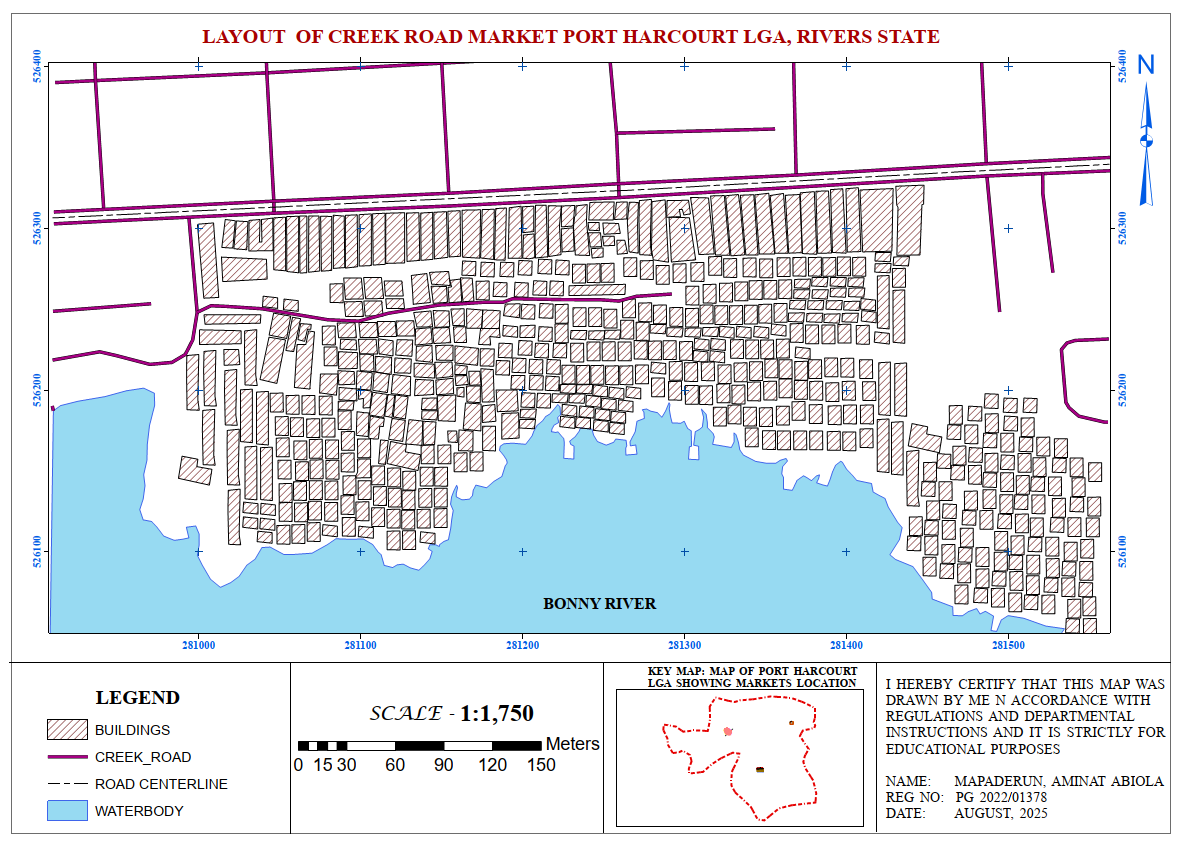 LAYOUT OF CREEK ROAD MARKET PORT HARCOURT LGA, RIVERS STATE
526400
526400
N
526300
526300
526200
526200
526100
526100
BONNY RIVER
281000 281100 281200 281300 281400 281500
LEGEND
BUILDINGS
CREEK_ROAD
ROAD CENTERLINE
WATERBODY
SCALE - 1:1,750
Meters
0 15 30 60 90 120 150
KEY MAP: MAP OF PORT HARCOURT
LGA SHOWING MARKETS LOCATION
I HEREBY CERTIFY THAT THIS MAP WAS
DRAWN BY ME N ACCORDANCE WITH
REGULATIONS AND DEPARTMENTAL
INSTRUCTIONS AND IT IS STRICTLY FOR
EDUCATIONAL PURPOSES
NAME: MAPADERUN, AMINAT ABIOLA
REG NO: PG 2022/01378
DATE: AUGUST, 2025